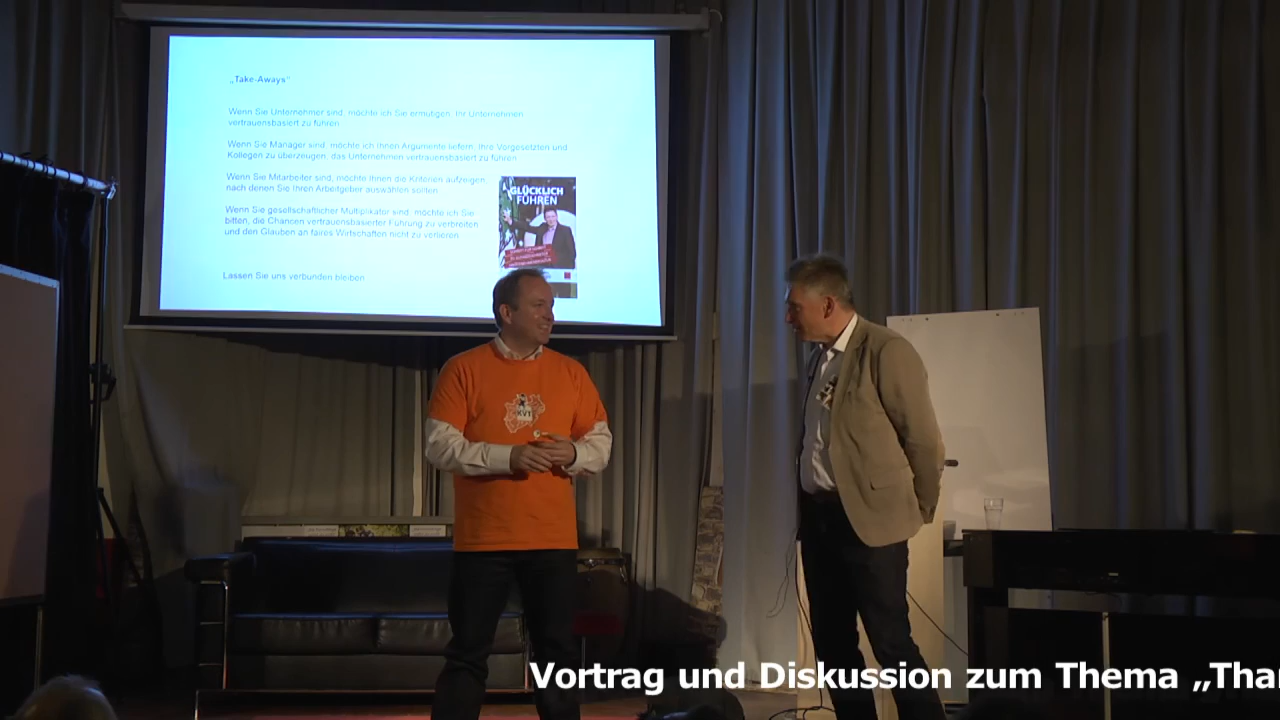 „Take-Aways“
Wenn Sie Unternehmer sind, möchte ich Sie ermutigen, Ihr Unternehmen
vertrauensbasiert zu führen
Wenn Sie Manager sind, möchte ich Ihnen Argumente liefern, Ihre Vorgesetzten und
Kollegen zu überzeugen, das Unternehmen vertrauensbasiert zu führen
Wenn Sie Mitarbeiter sind, möchte Ihnen die Kriterien aufzeigen,
nach denen Sie Ihren Arbeitgeber auswählen sollten
Wenn Sie gesellschaftlicher Multiplikator sind, möchte ich Sie
bitten, die Chancen vertrauensbasierter Führung zu verbreiten
und den Glauben an faires Wirtschaften nicht zu verlieren
Lassen Sie uns verbunden bleiben
GLÜCKLICH
FÜHREN
KVT
Vortrag und Diskussion zum Thema „Than